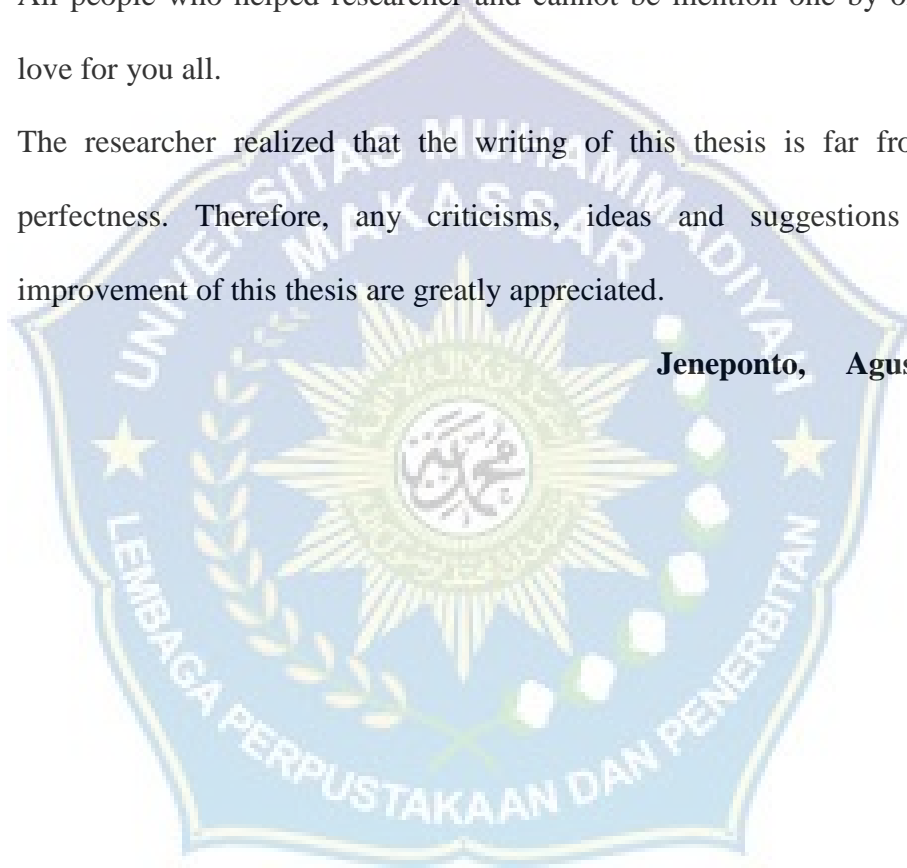 All people who helped researcher and cannot be mention one by
love for you all.
The researcher realized that the writing of this thesis is far
perfectness. Therefore, any criticisms, ideas and suggestions
improvement of this thesis are greatly appreciated.
Jeneponto,
UNIVERSITAS MUHAMMADIYAH
MAKASSAR
محمدية
LEMBAGA PERPUSTAKAAN DAN PENERBITAN